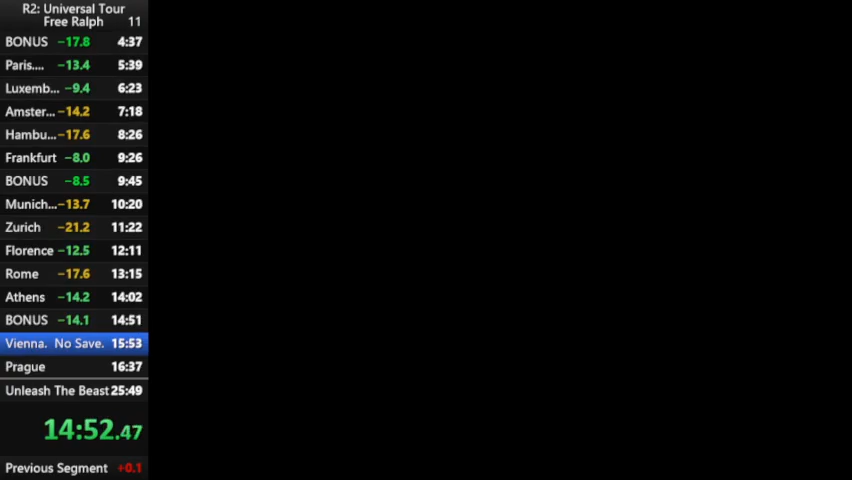 R2: Universal Tour
Free Ralph 11
BONUS −17.8 4:37
Paris.... −13.4 5:39
Luxemb... −9.4 6:23
Amster... −14.2 7:18
Hambu... −17.6 8:26
Frankfurt −8.0 9:26
BONUS −8.5 9:45
Munich... −13.7 10:20
Zurich −21.2 11:22
Florence −12.5 12:11
Rome −17.6 13:15
Athens −14.2 14:02
BONUS −14.1 14:51
Vienna. No Save. 15:53
Prague 16:37
Unleash The Beast 25:49
14:52.47
Previous Segment +0.1